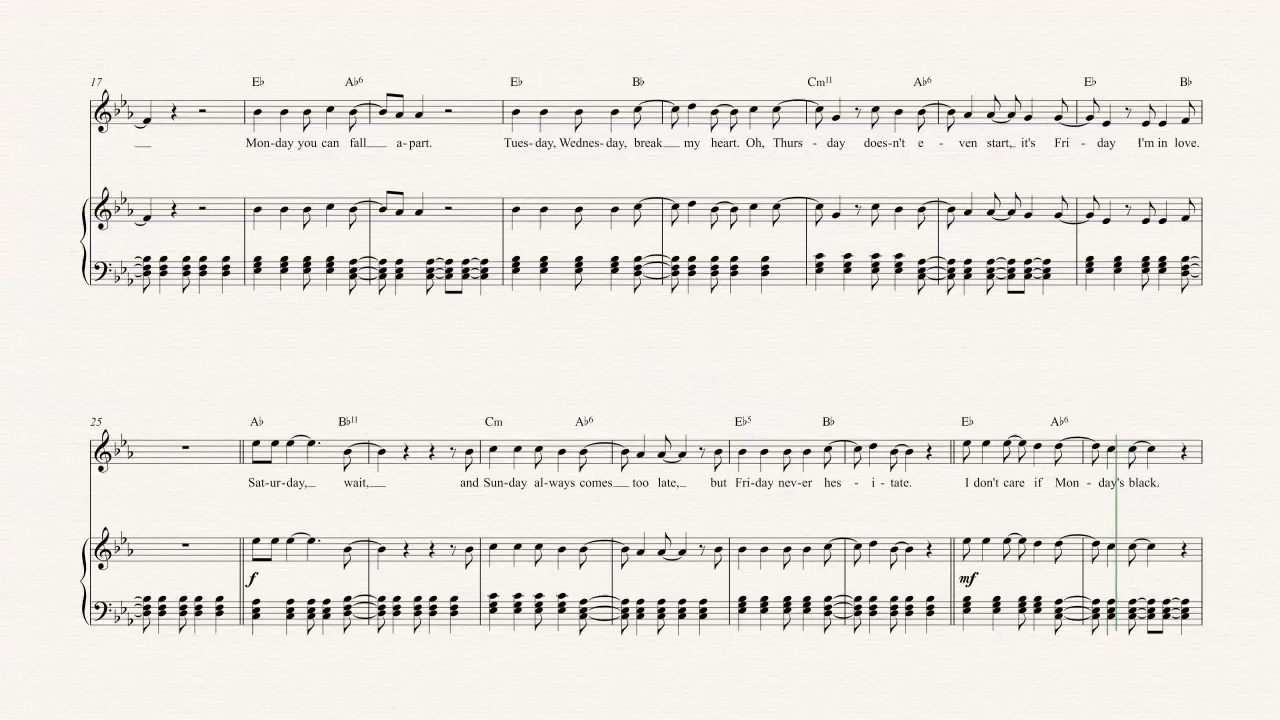 17 E♭ A♭6 E♭ B♭ Cm11 A♭6 E♭ B♭
Mon-day you can fall a-part. Tues-day, Wednes-day, break my heart. Oh, Thurs-day does-n't e-ven start, it's Fri-day I'm in love.
25 A♭ B♭11 Cm A♭6 E♭5 B♭ E♭ A♭6
Sat-ur-day, wait, and Sun-day al-ways comes too late, but Fri-day nev-er hes-i-tate. I don't care if Mon-day's black.
f mf